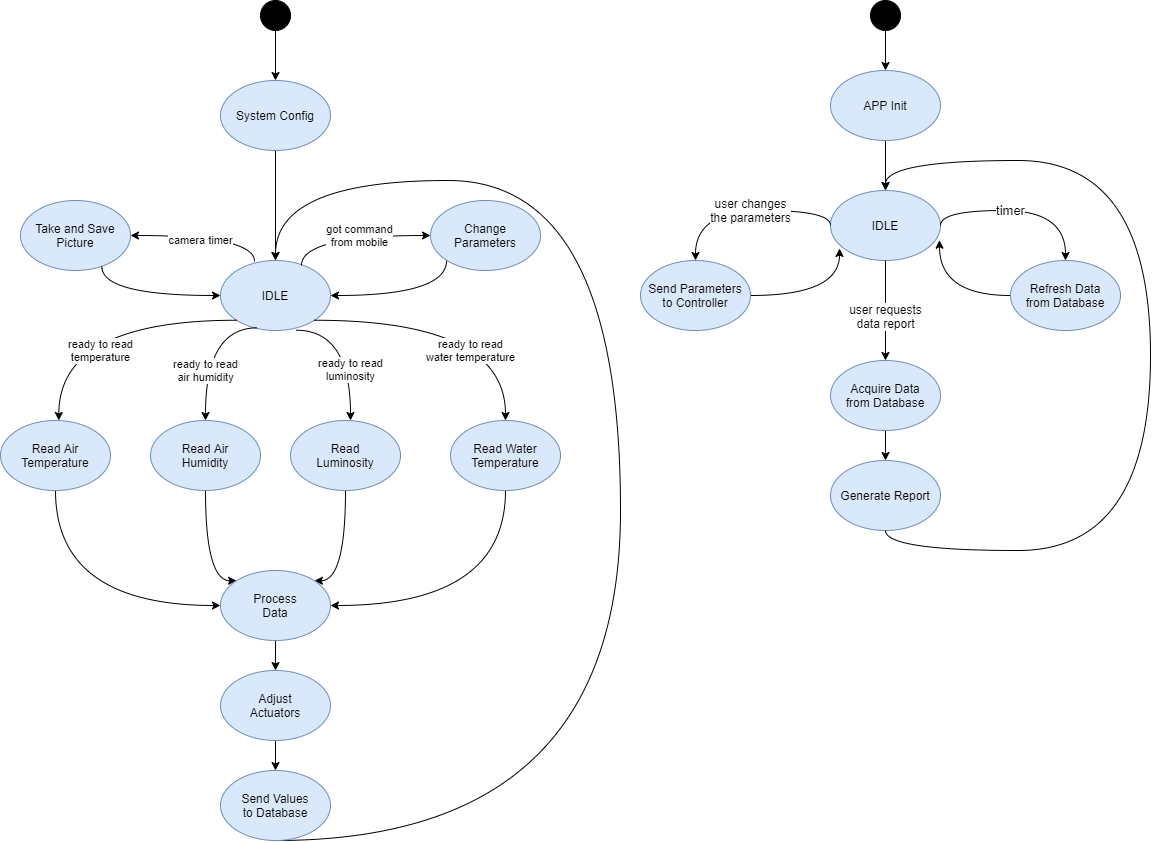 System Config
Take and Save
Picture
camera timer
got command
from mobile
Change
Parameters
IDLE
ready to read
temperature
ready to read
air humidity
ready to read
luminosity
ready to read
water temperature
Read Air
Temperature
Read Air
Humidity
Read
Luminosity
Read Water
Temperature
Process
Data
Adjust
Actuators
Send Values
to Database
APP Init
user changes
the parameters
IDLE
timer
Send Parameters
to Controller
Refresh Data
from Database
user requests
data report
Acquire Data
from Database
Generate Report